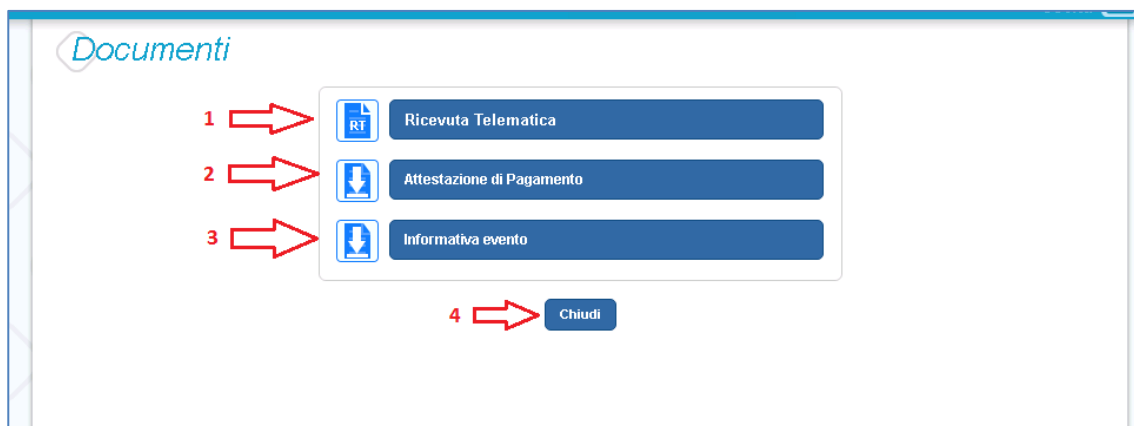 Documenti
1 RT Ricevuta Telematica
2 Attestazione di Pagamento
3 Informativa evento
4 Chiudi